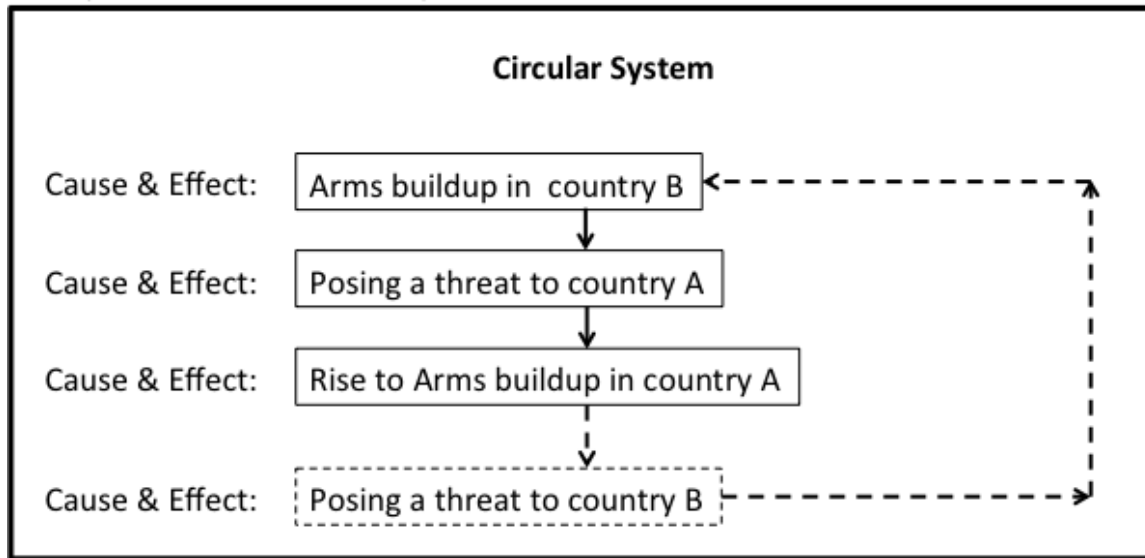 Circular System
Cause & Effect: Arms buildup in country B
Cause & Effect: Posing a threat to country A
Cause & Effect: Rise to Arms buildup in country A
Cause & Effect: Posing a threat to country B